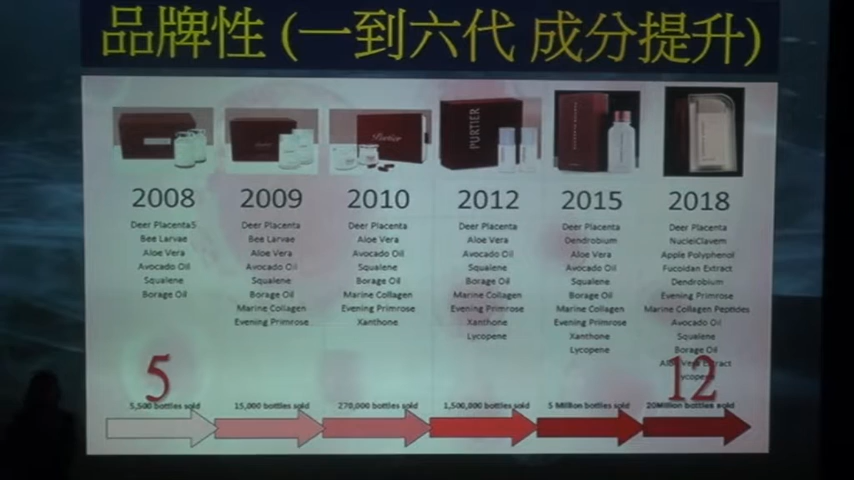 品牌性 (一到六代 成分提升)
PURTIER
Purtier
2008
Deer Placenta5
Bee Larvae
Aloe Vera
Avocado Oil
Squalene
Borage Oil
5
5,500 bottles sold
2009
Deer Placenta
Bee Larvae
Aloe Vera
Avocado Oil
Squalene
Borage Oil
Marine Collagen
Evening Primrose
15,000 bottles sold
2010
Deer Placenta
Aloe Vera
Avocado Oil
Squalene
Borage Oil
Marine Collagen
Evening Primrose
Xanthone
270,000 bottles sold
2012
Deer Placenta
Aloe Vera
Avocado Oil
Squalene
Borage Oil
Marine Collagen
Evening Primrose
Xanthone
Lycopene
1,500,000 bottles sold
2015
Deer Placenta
Dendrobium
Aloe Vera
Avocado Oil
Squalene
Borage Oil
Marine Collagen
Evening Primrose
Xanthone
Lycopene
5 Million bottles sold
2018
Deer Placenta
NucleiClavem
Apple Polyphenol
Fucoidan Extract
Dendrobium
Evening Primrose
Marine Collagen Peptides
Avocado Oil
Squalene
Borage Oil
Aloe Vera Extract
Lycopene
12
20Million bottles sold